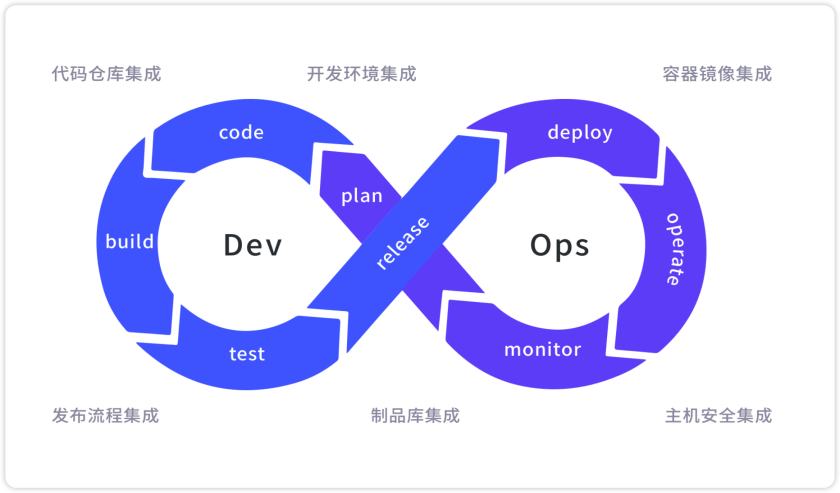 代码仓库集成
开发环境集成
容器镜像集成
code
deploy
plan
release
operate
build
Dev
Ops
test
monitor
发布流程集成
制品库集成
主机安全集成